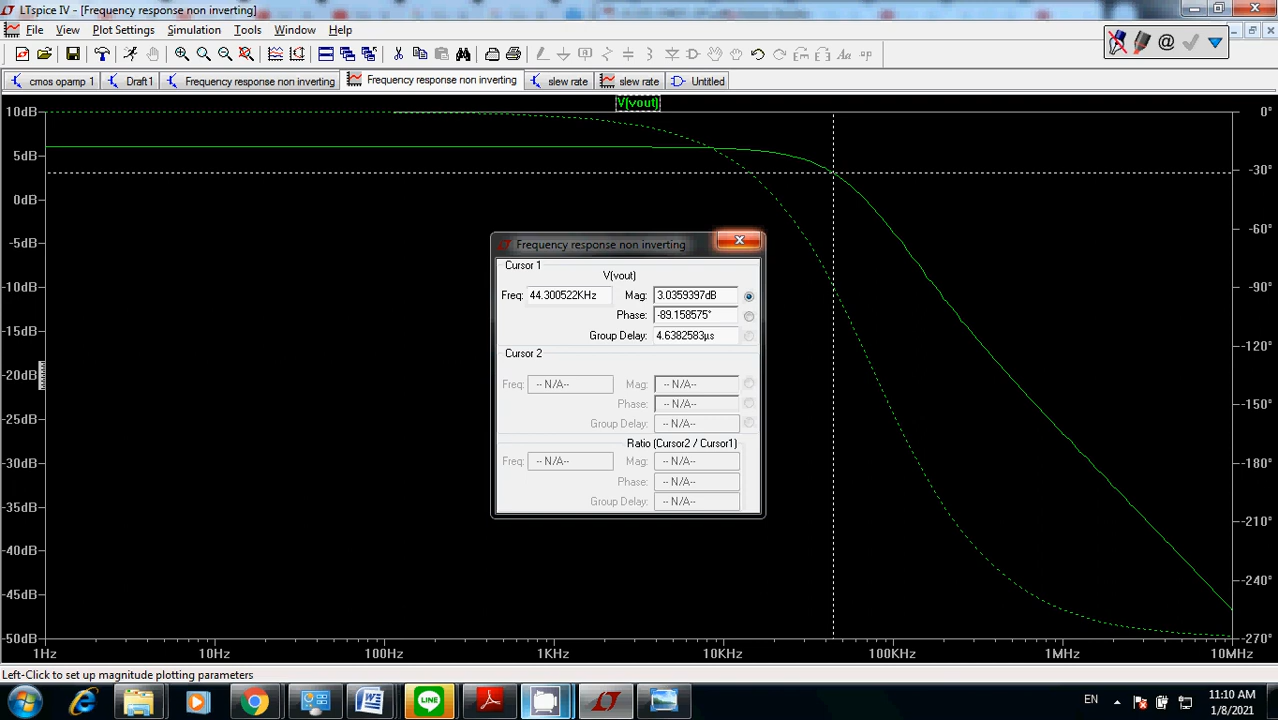 LTspice IV - [Frequency response non inverting]
File View Plot Settings Simulation Tools Window Help
cmos opamp 1 Draft1 Frequency response non inverting Frequency response non inverting slew rate slew rate Untitled
V(vout)
10dB
5dB
0dB
-5dB
-10dB
-15dB
-20dB
-25dB
-30dB
-35dB
-40dB
-45dB
-50dB
0°
-30°
-60°
-90°
-120°
-150°
-180°
-210°
-240°
-270°
1Hz 10Hz 100Hz 1KHz 10KHz 100KHz 1MHz 10MHz
Frequency response non inverting
Cursor 1
V(vout)
Freq: 44.300522KHz Mag: 3.0359397dB
Phase: -89.158575°
Group Delay: 4.6382583µs
Cursor 2
Freq: -- N/A-- Mag: -- N/A--
Phase: -- N/A--
Group Delay: -- N/A--
Ratio (Cursor2 / Cursor1)
Freq: -- N/A-- Mag: -- N/A--
Phase: -- N/A--
Group Delay: -- N/A--
Left-Click to set up magnitude plotting parameters
EN
11:10 AM
1/8/2021
LINE